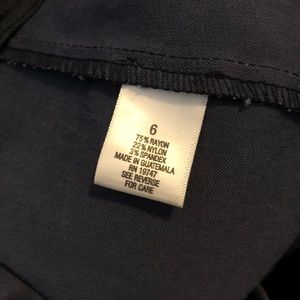 6
75% RAYON
22% NYLON
3% SPANDEX
MADE IN GUATEMALA
RN 19747
SEE REVERSE
FOR CARE